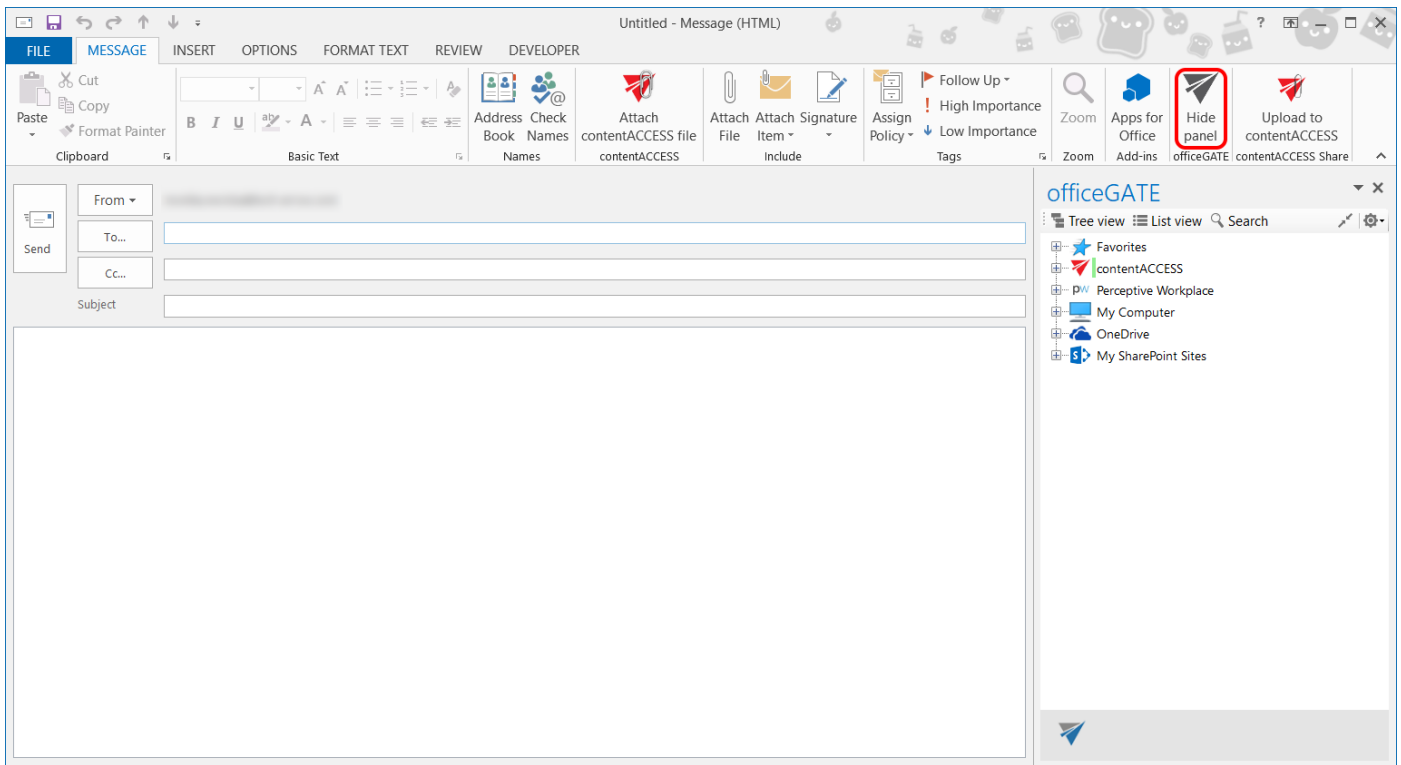 Untitled - Message (HTML)
?
FILE MESSAGE INSERT OPTIONS FORMAT TEXT REVIEW DEVELOPER
Paste
Cut
Copy
Format Painter
Clipboard
A A
B I U aby A
Basic Text
Address Book
Check Names
Names
Attach contentACCESS file
contentACCESS
Attach File
Attach Item
Signature
Include
Assign Policy
Follow Up
High Importance
Low Importance
Tags
Zoom
Zoom
Apps for Office
Add-ins
Hide panel
officeGATE
Upload to contentACCESS
contentACCESS Share
Send
From
To...
Cc...
Subject
officeGATE
Tree view List view Search
Favorites
contentACCESS
pw Perceptive Workplace
My Computer
OneDrive
S My SharePoint Sites